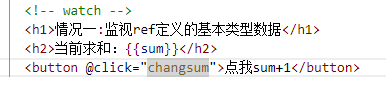 <!-- watch -->
<h1>情况一:监视ref定义的基本类型数据</h1>
<h2>当前求和：{{sum}}</h2>
<button @click="changsum">点我sum+1</button>